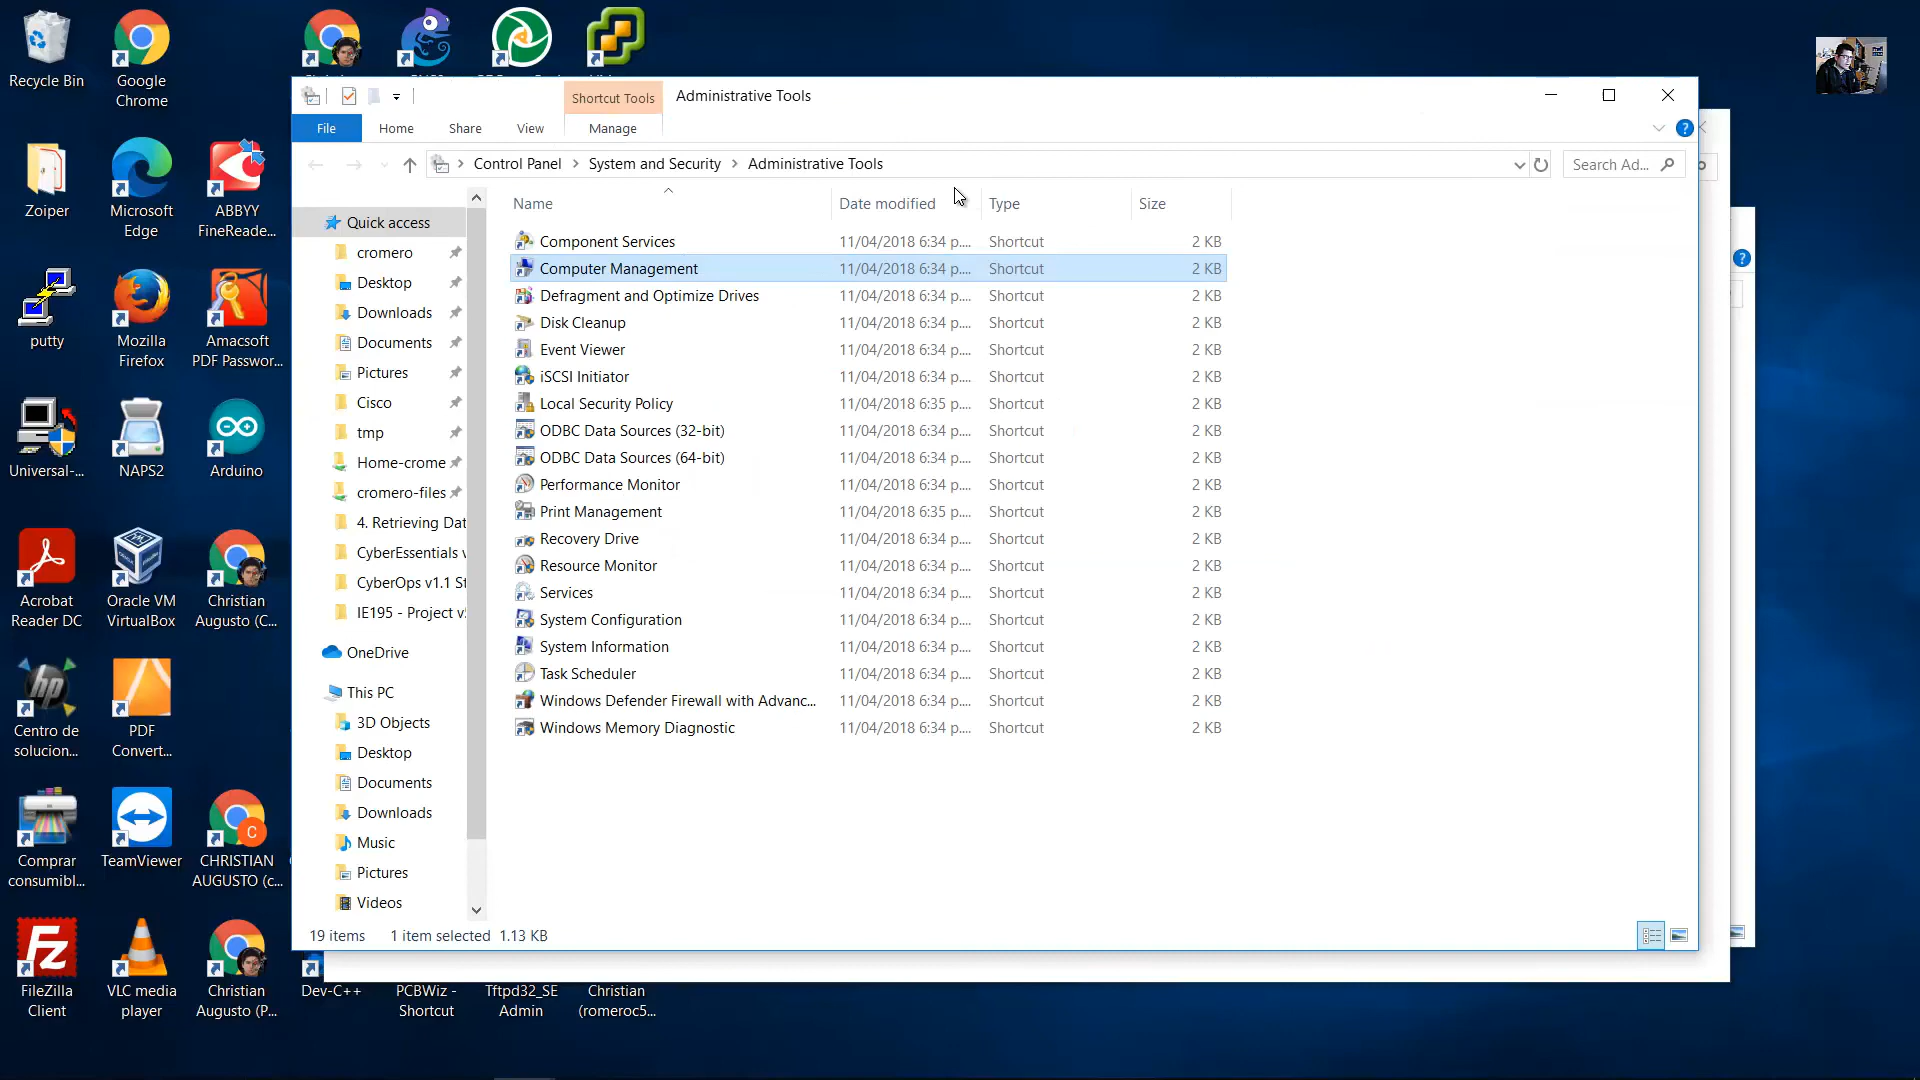 Recycle Bin
Google
Chrome
Zoiper
Microsoft
Edge
ABBYY
FineReade...
putty
Mozilla
Firefox
Amacsoft
PDF Passwor...
Universal-...
NAPS2
Arduino
Acrobat
Reader DC
Oracle VM
VirtualBox
Christian
Augusto (C...
Centro de
solucion...
PDF
Convert...
Comprar
consumibl...
TeamViewer
CHRISTIAN
AUGUSTO (c...
FileZilla
Client
VLC media
player
Christian
Augusto (P...
Dev-C++
PCBWiz -
Shortcut
Tftpd32_SE
Admin
Christian
(romeroc5...
Shortcut Tools
Administrative Tools
File
Home
Share
View
Manage
Control Panel > System and Security > Administrative Tools
Search Ad...
Name
Date modified
Type
Size
Quick access
cromero
Desktop
Downloads
Documents
Pictures
Cisco
tmp
Home-crome
cromero-files
4. Retrieving Dat
CyberEssentials v
CyberOps v1.1 St
IE195 - Project v
OneDrive
This PC
3D Objects
Desktop
Documents
Downloads
Music
Pictures
Videos
Component Services 11/04/2018 6:34 p.... Shortcut 2 KB
Computer Management 11/04/2018 6:34 p.... Shortcut 2 KB
Defragment and Optimize Drives 11/04/2018 6:34 p.... Shortcut 2 KB
Disk Cleanup 11/04/2018 6:34 p.... Shortcut 2 KB
Event Viewer 11/04/2018 6:34 p.... Shortcut 2 KB
iSCSI Initiator 11/04/2018 6:34 p.... Shortcut 2 KB
Local Security Policy 11/04/2018 6:35 p.... Shortcut 2 KB
ODBC Data Sources (32-bit) 11/04/2018 6:34 p.... Shortcut 2 KB
ODBC Data Sources (64-bit) 11/04/2018 6:34 p.... Shortcut 2 KB
Performance Monitor 11/04/2018 6:34 p.... Shortcut 2 KB
Print Management 11/04/2018 6:35 p.... Shortcut 2 KB
Recovery Drive 11/04/2018 6:34 p.... Shortcut 2 KB
Resource Monitor 11/04/2018 6:34 p.... Shortcut 2 KB
Services 11/04/2018 6:34 p.... Shortcut 2 KB
System Configuration 11/04/2018 6:34 p.... Shortcut 2 KB
System Information 11/04/2018 6:34 p.... Shortcut 2 KB
Task Scheduler 11/04/2018 6:34 p.... Shortcut 2 KB
Windows Defender Firewall with Advanc... 11/04/2018 6:34 p.... Shortcut 2 KB
Windows Memory Diagnostic 11/04/2018 6:34 p.... Shortcut 2 KB
19 items
1 item selected 1.13 KB